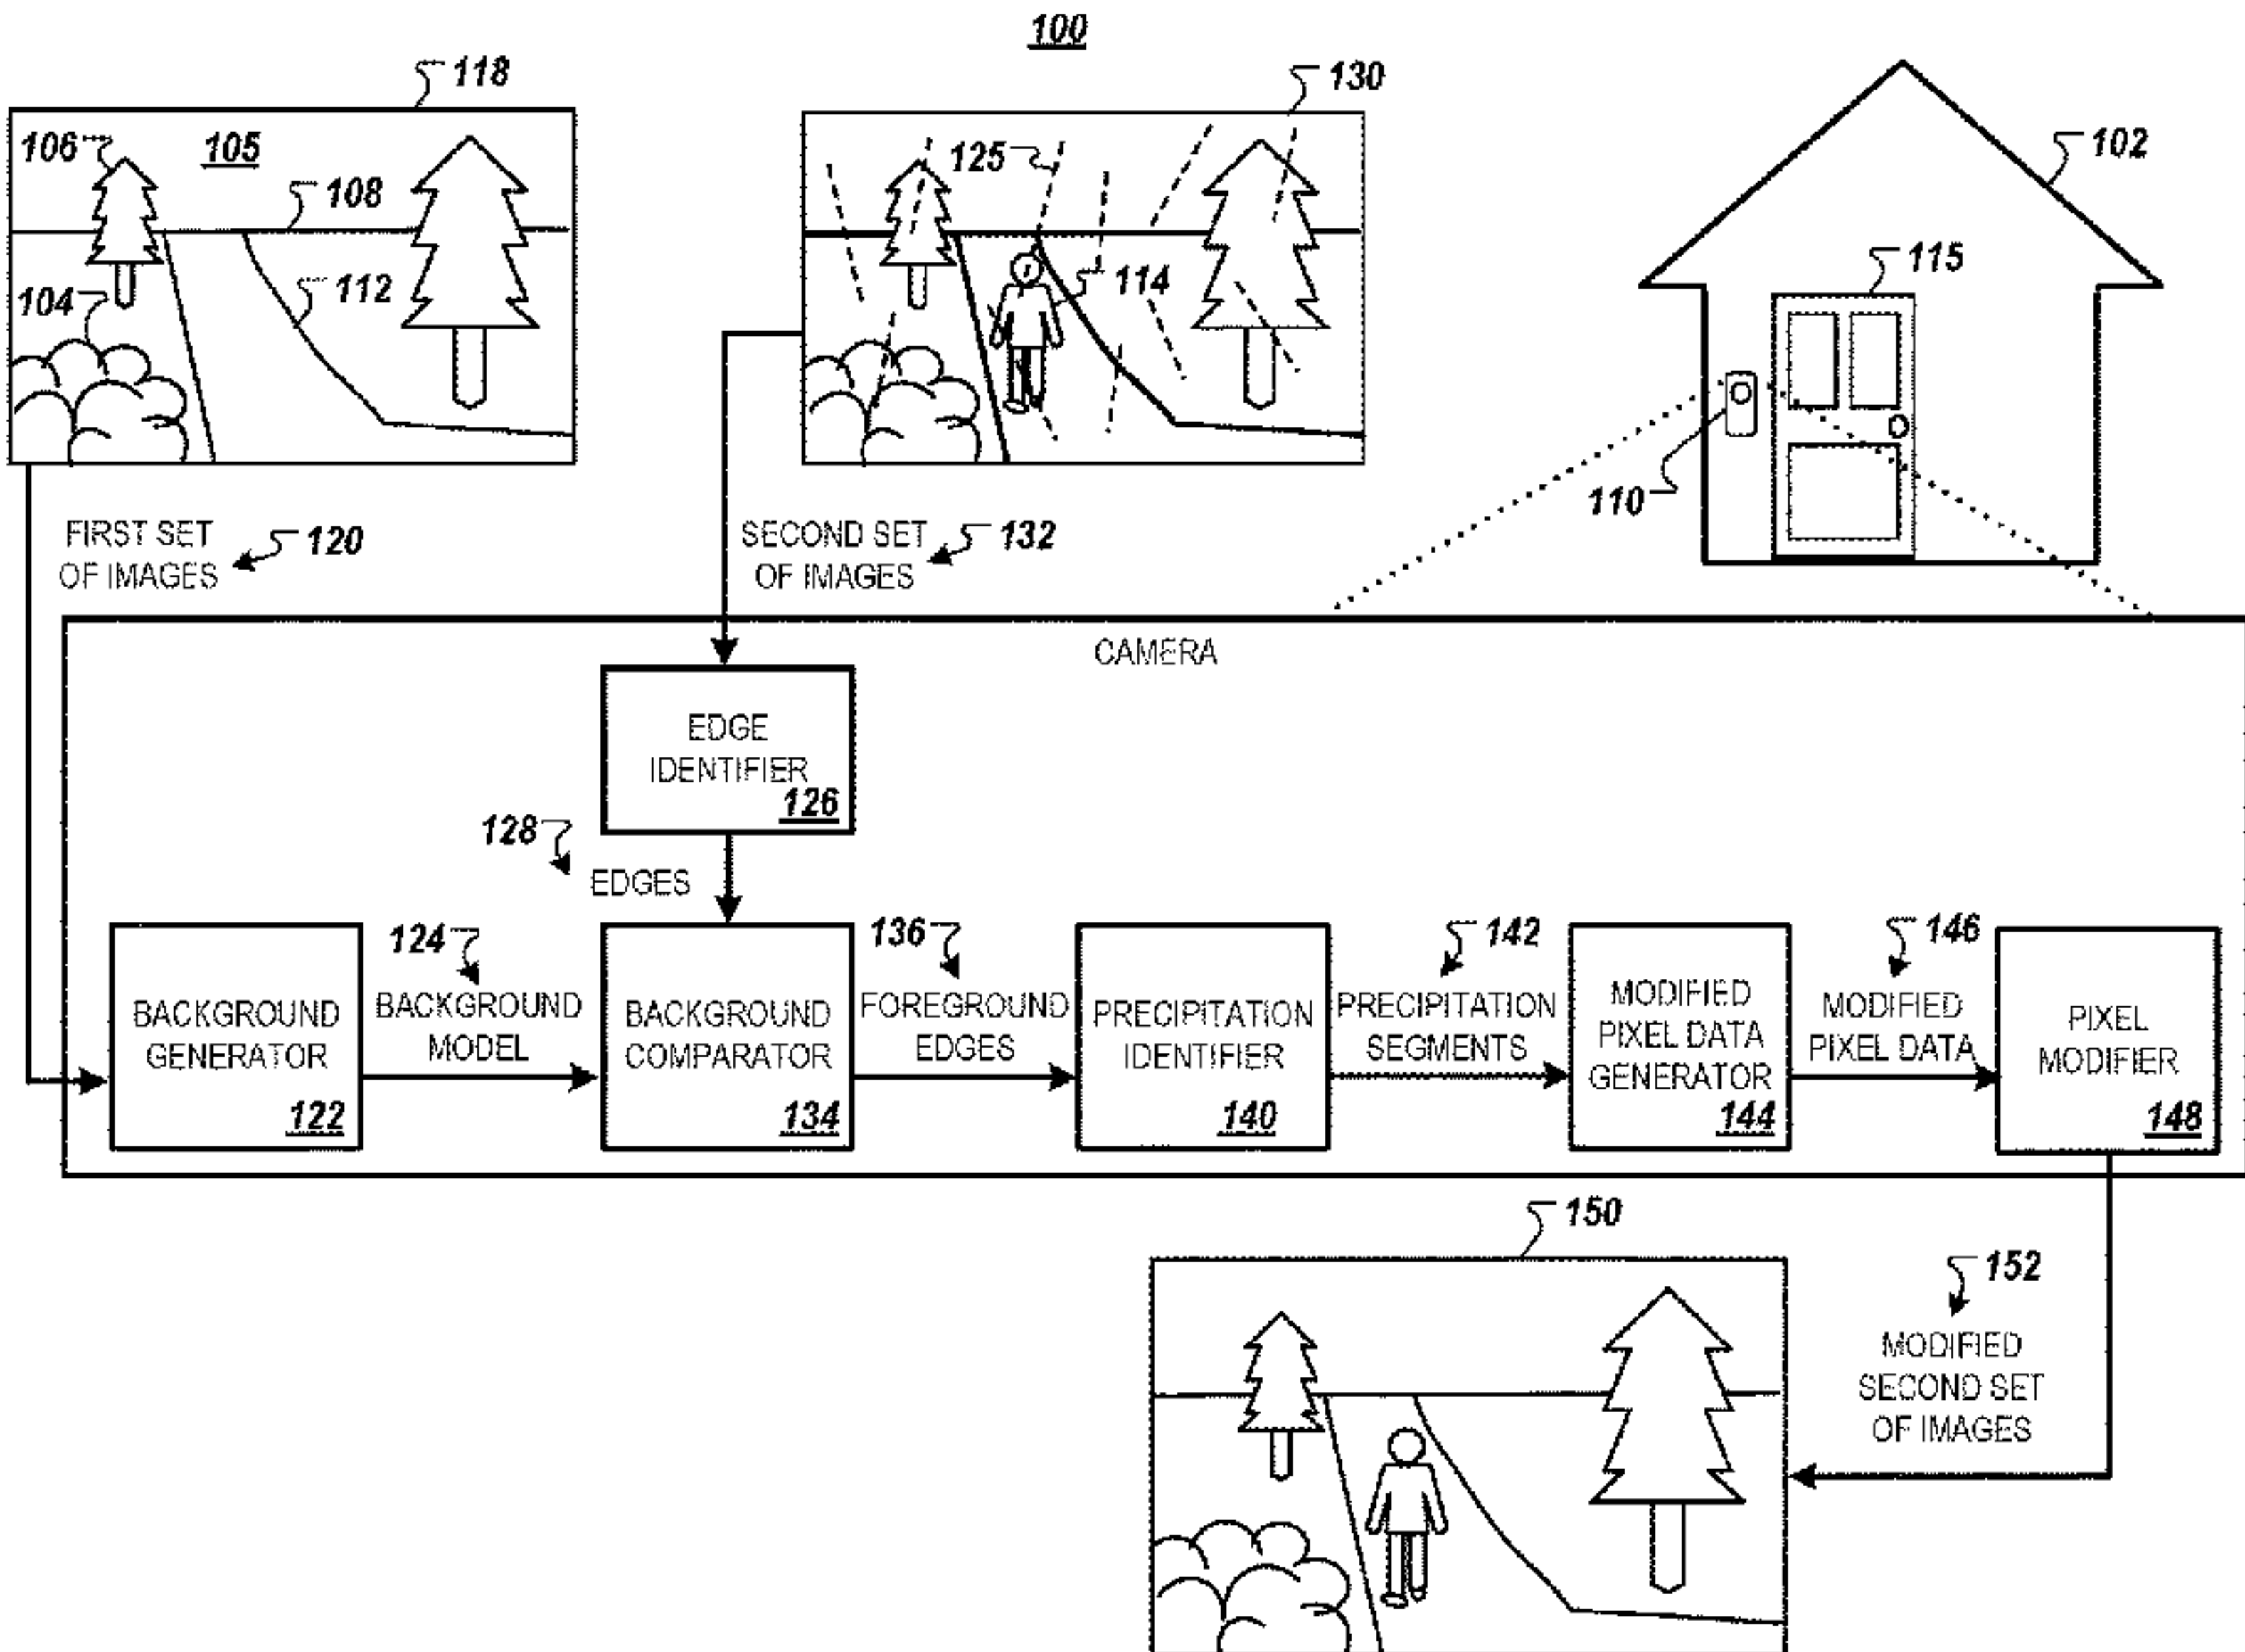 100
118
106
105
108
104
112
130
125
114
102
115
110
FIRST SET
OF IMAGES
120
SECOND SET
OF IMAGES
132
CAMERA
EDGE
IDENTIFIER
126
128
EDGES
BACKGROUND
GENERATOR
122
124
BACKGROUND
MODEL
BACKGROUND
COMPARATOR
134
136
FOREGROUND
EDGES
PRECIPITATION
IDENTIFIER
140
142
PRECIPITATION
SEGMENTS
MODIFIED
PIXEL DATA
GENERATOR
144
146
MODIFIED
PIXEL DATA
PIXEL
MODIFIER
148
150
152
MODIFIED
SECOND SET
OF IMAGES